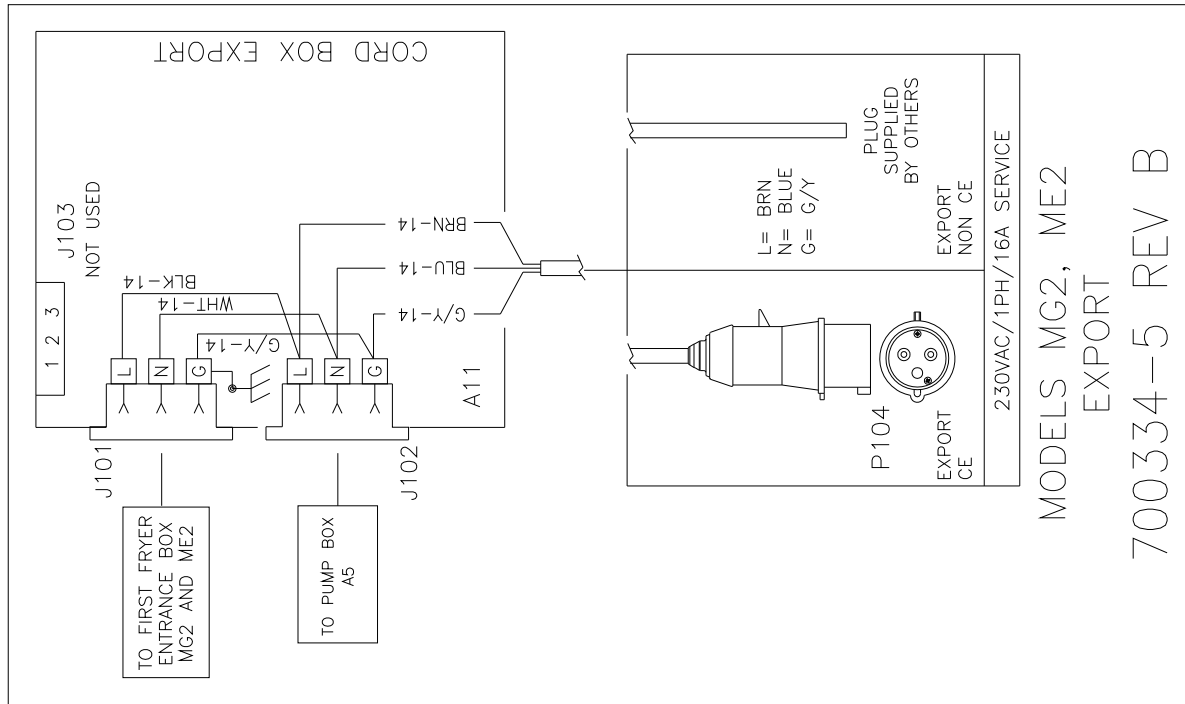 CORD BOX EXPORT
J103
NOT USED
1 2 3
BLK-14
WHT-14
G/Y-14
L
N
G
L
N
G
BRN-14
BLU-14
G/Y-14
A11
J101
J102
TO FIRST FRYER
ENTRANCE BOX
MG2 AND ME2
TO PUMP BOX
A5
PLUG
SUPPLIED
BY OTHERS
L= BRN
N= BLUE
G= G/Y
EXPORT
NON CE
P104
EXPORT
CE
230VAC/1PH/16A SERVICE
MODELS MG2, ME2
EXPORT
700334-5 REV B